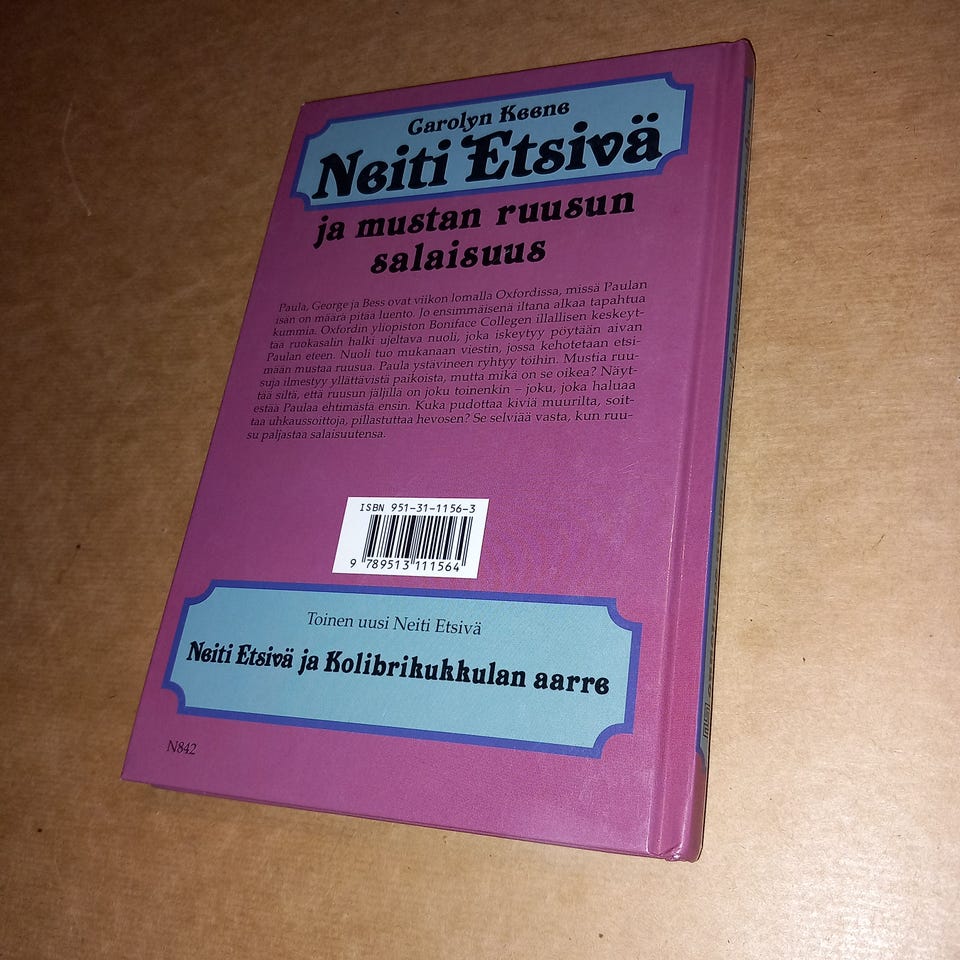 Carolyn Keene
Neiti Etsivä
ja mustan ruusun
salaisuus
Paula, George ja Bess ovat viikon lomalla Oxfordissa, missä Paulan
isän on määrä pitää luento. Jo ensimmäisenä iltana alkaa tapahtua
kummia. Oxfordin yliopiston Boniface Collegen illallisen keskeyt-
tää ruokasalin halki ujeltava nuoli, joka iskeytyy pöytään aivan
Paulan eteen. Nuoli tuo mukanaan viestin, jossa kehotetaan etsi-
mään mustaa ruusua. Paula ystävineen ryhtyy töihin. Mustia ruu-
suja ilmestyy yllättävistä paikoista, mutta mikä on se oikea? Näyt-
tää siltä, että ruusun jäljillä on joku toinenkin – joku, joka haluaa
estää Paulaa ehtimästä ensin. Kuka pudottaa kiviä muurilta, soit-
taa uhkaussoittoja, pillastuttaa hevosen? Se selviää vasta, kun ruu-
su paljastaa salaisuutensa.
ISBN 951-31-1156-3
9 789513 111564
Toinen uusi Neiti Etsivä
Neiti Etsivä ja Kolibrikukkulan aarre
N842